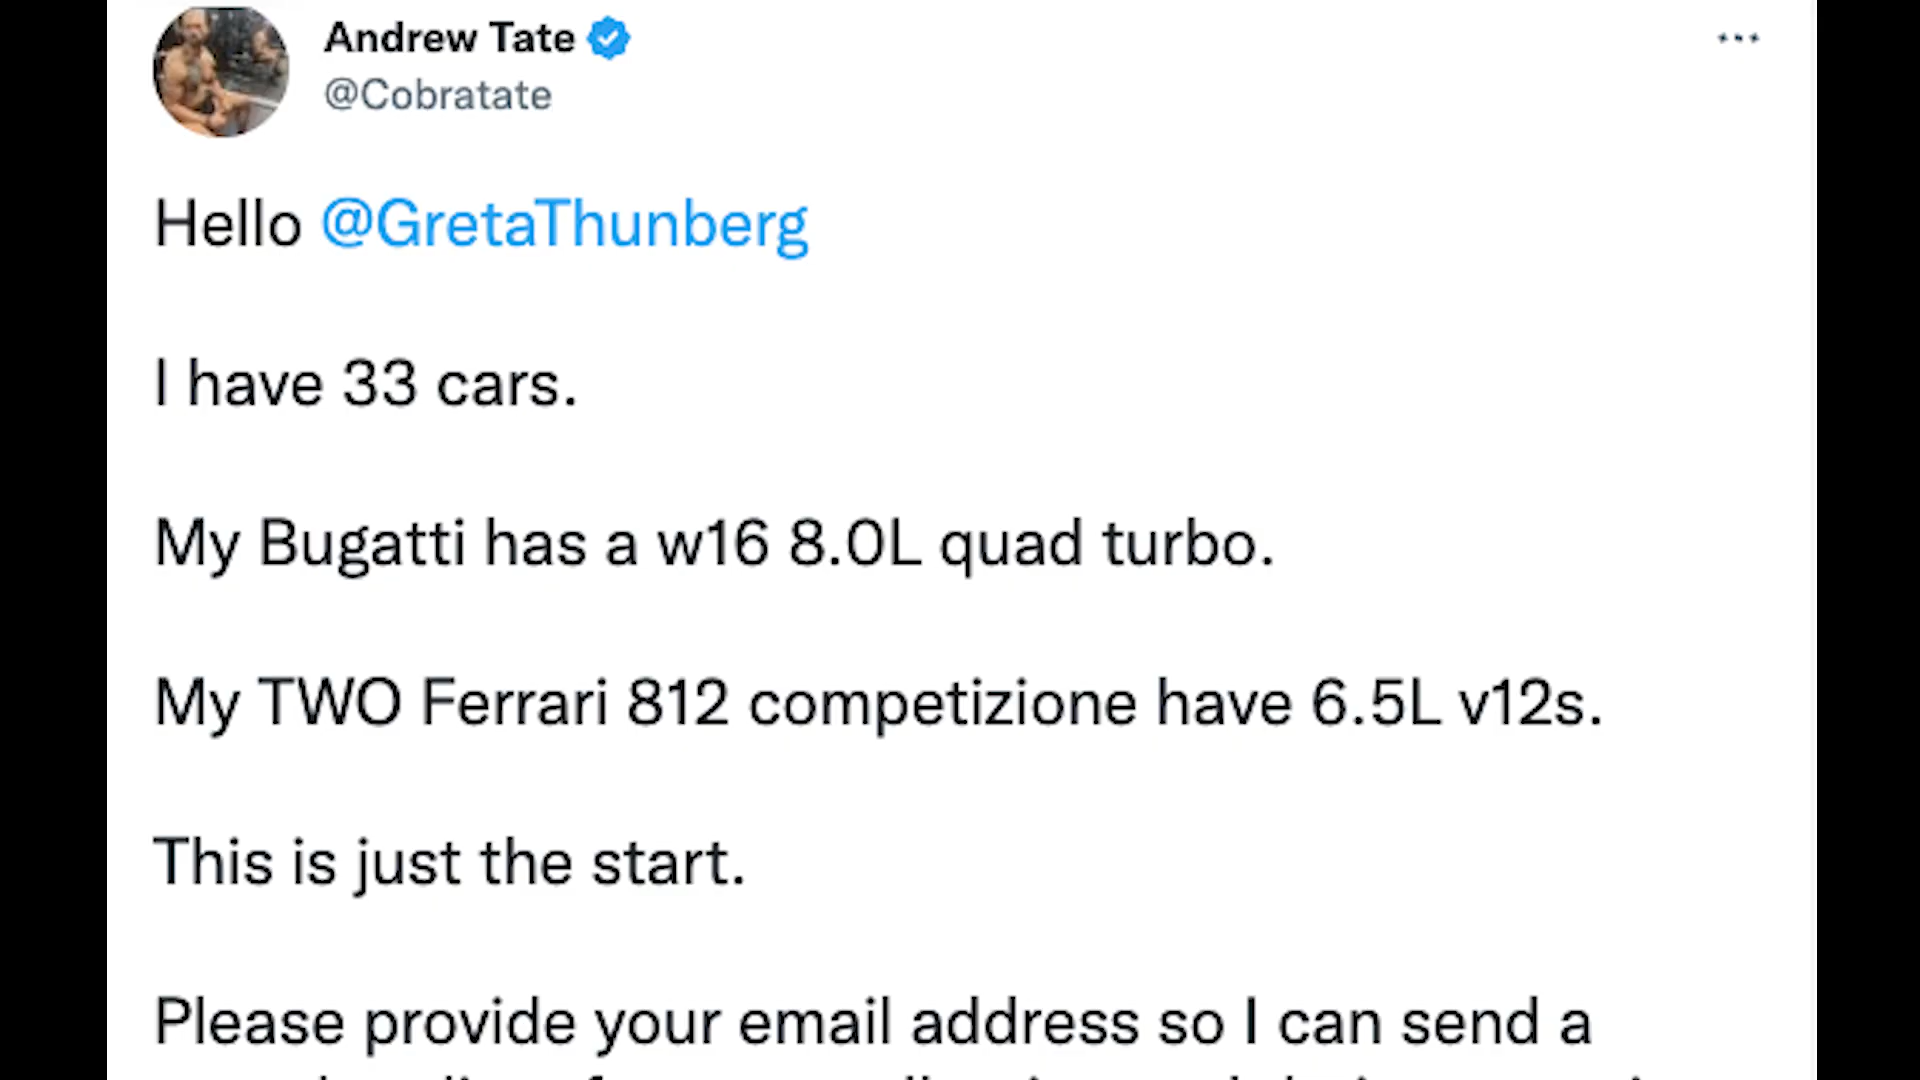 Andrew Tate
@Cobratate
Hello @GretaThunberg
I have 33 cars.
My Bugatti has a w16 8.0L quad turbo.
My TWO Ferrari 812 competizione have 6.5L v12s.
This is just the start.
Please provide your email address so I can send a